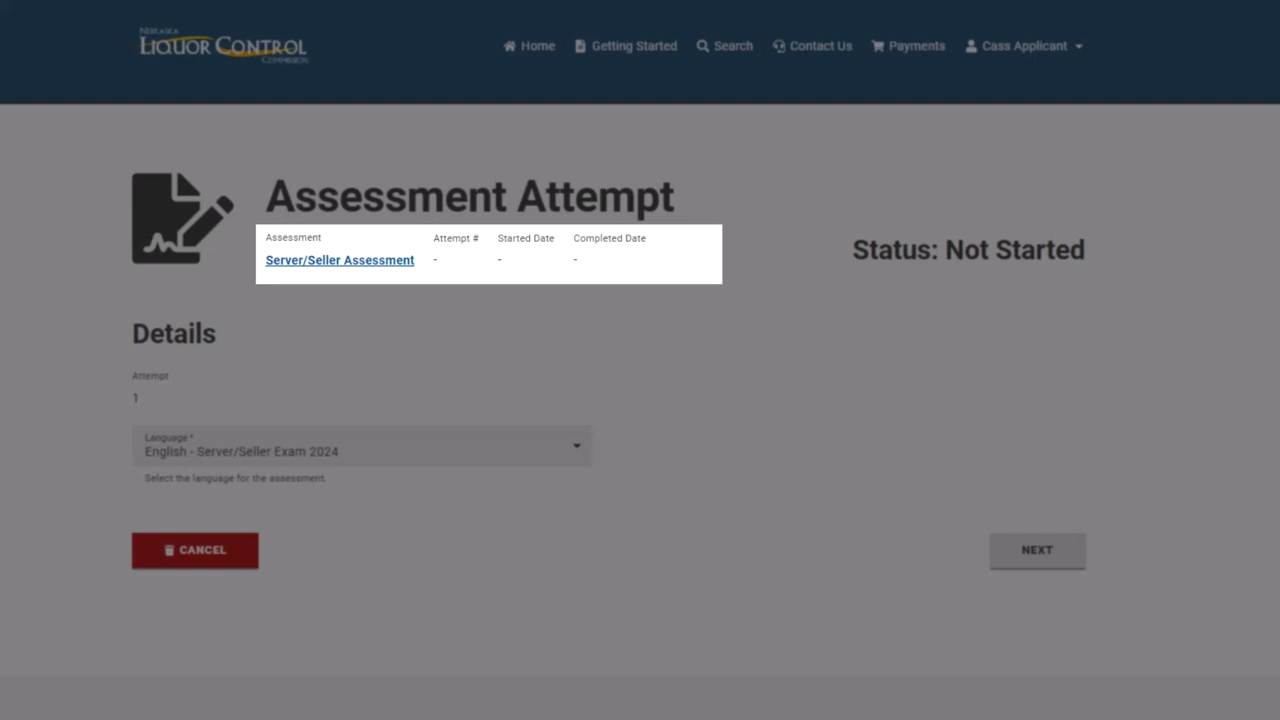 NEBRASKA
LIQUOR CONTROL
COMMISSION
Home Getting Started Search Contact Us Payments Cass Applicant
Assessment Attempt
Assessment Attempt # Started Date Completed Date
Server/Seller Assessment - - -
Status: Not Started
Details
Attempt
1
Language *
English - Server/Seller Exam 2024
Select the language for the assessment.
CANCEL NEXT